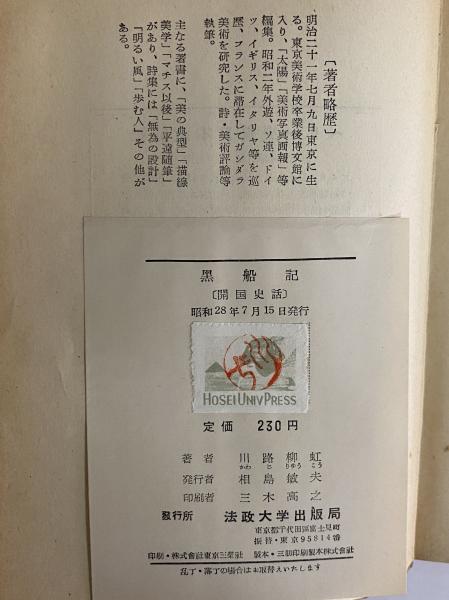 〔著者略歴〕
明治二十一年七月九日東京に生
る。東京美術学校卒業後博文館に
入り、「太陽」「美術写真画報」等
編集。昭和二年外遊、ソ連、ドイ
ツ、イギリス、イタリヤ等を巡
歴、フランスに滞在してガンダラ
美術を研究した。詩・美術評論等
執筆。
主なる著書に、「美の典型」「描線
美学」「マチス以後」「平遠随筆」
があり、詩集には「無為の設計」
「明るい風」「歩む人」その他が
ある。
黒船記
〔開国史話〕
昭和28年7月15日発行
HOSEI UNIV PRESS
定価 230円
著者 川路柳虹
かわじりゆうこう
発行者 相島敏夫
印刷者 三木高之
発行所 法政大学出版局
東京都千代田区富士見町
振替・東京95814番
印刷・株式会社東京三星社 製本・三朋印刷製本株式会社
乱丁・落丁の場合はお取替えいたします